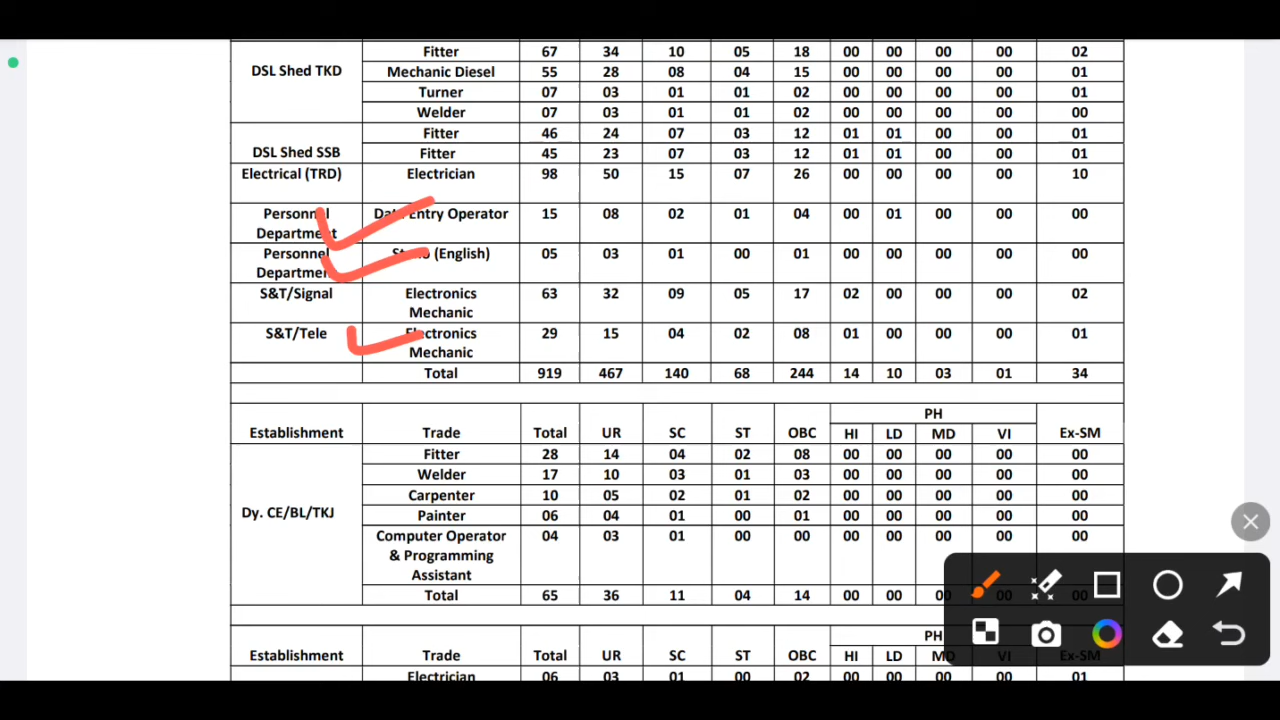 Fitter 67 34 10 05 18 00 00 00 00 02
DSL Shed TKD Mechanic Diesel 55 28 08 04 15 00 00 00 00 01
Turner 07 03 01 01 02 00 00 00 00 01
Welder 07 03 01 01 02 00 00 00 00 00
Fitter 46 24 07 03 12 01 01 00 00 01
DSL Shed SSB Fitter 45 23 07 03 12 01 01 00 00 01
Electrical (TRD) Electrician 98 50 15 07 26 00 00 00 00 10
Personnel Data Entry Operator 15 08 02 01 04 00 01 00 00 00
Department
Personnel Steno (English) 05 03 01 00 01 00 00 00 00 00
Department
S&T/Signal Electronics 63 32 09 05 17 02 00 00 00 02
Mechanic
S&T/Tele Electronics 29 15 04 02 08 01 00 00 00 01
Mechanic
Total 919 467 140 68 244 14 10 03 01 34
PH
Establishment Trade Total UR SC ST OBC HI LD MD VI Ex-SM
Fitter 28 14 04 02 08 00 00 00 00 00
Welder 17 10 03 01 03 00 00 00 00 00
Carpenter 10 05 02 01 02 00 00 00 00 00
Dy. CE/BL/TKJ Painter 06 04 01 00 01 00 00 00 00 00
Computer Operator 04 03 01 00 00 00 00 00 00 00
& Programming
Assistant
Total 65 36 11 04 14 00 00 00 00 00
PH
Establishment Trade Total UR SC ST OBC HI LD MD VI Ex-SM
Electrician 06 03 01 00 02 00 00 00 00 01